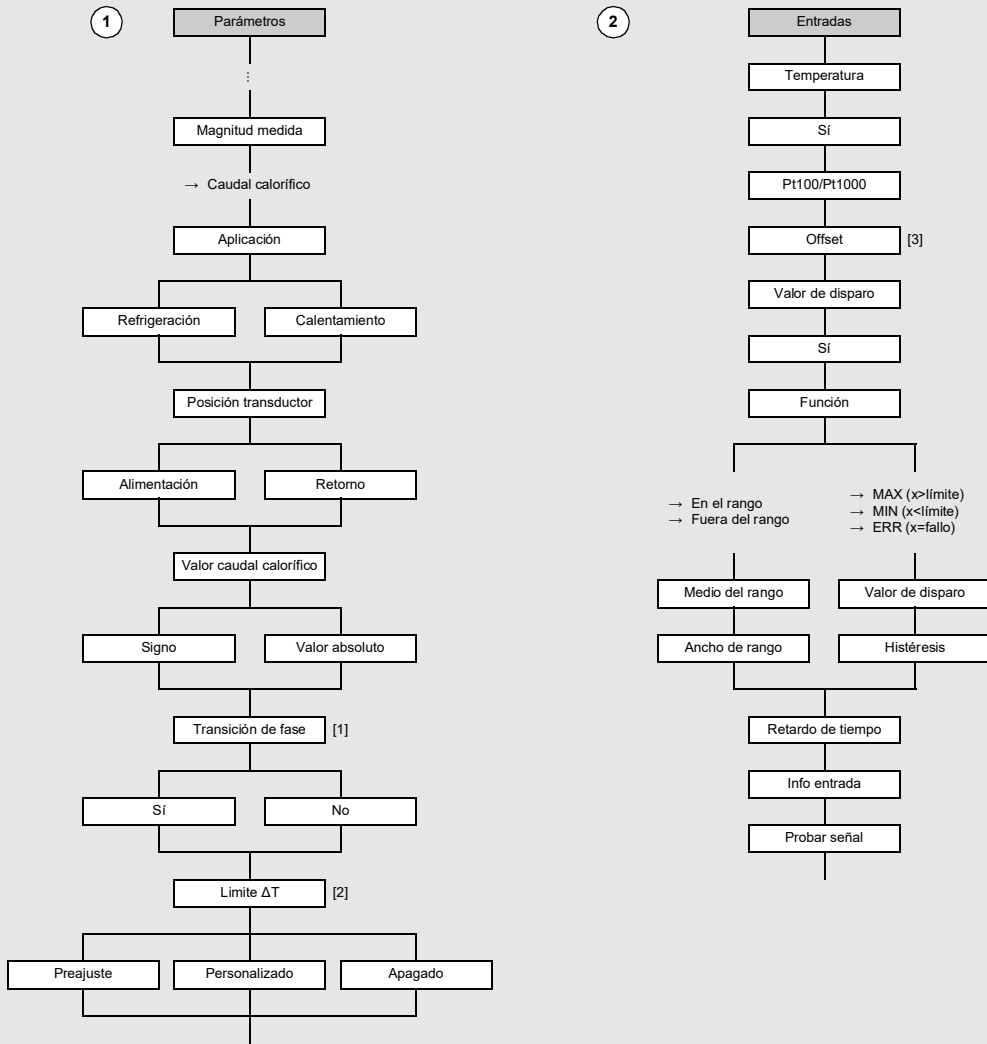 1
Parámetros
⋮
Magnitud medida
→ Caudal calorífico
Aplicación
Refrigeración
Calentamiento
Posición transductor
Alimentación
Retorno
Valor caudal calorífico
Signo
Valor absoluto
Transición de fase [1]
Sí
No
Limite ΔT [2]
Preajuste
Personalizado
Apagado
2
Entradas
Temperatura
Sí
Pt100/Pt1000
Offset [3]
Valor de disparo
Sí
Función
→ En el rango
→ Fuera del rango
→ MAX (x>límite)
→ MIN (x<límite)
→ ERR (x=fallo)
Medio del rango
Valor de disparo
Ancho de rango
Histéresis
Retardo de tiempo
Info entrada
Probar señal